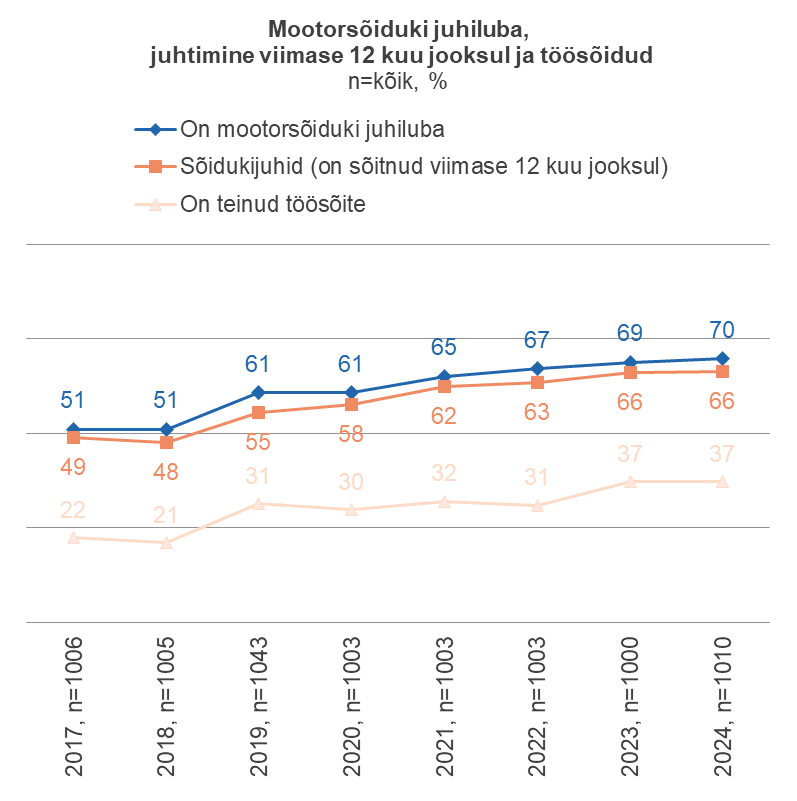 Mootorsõiduki juhiluba,
juhtimine viimase 12 kuu jooksul ja töösõidud
n=kõik, %
On mootorsõiduki juhiluba
Sõidukijuhid (on sõitnud viimase 12 kuu jooksul)
On teinud töösõite
51 51 61 61 65 67 69 70
49 48 55 58 62 63 66 66
22 21 31 30 32 31 37 37
2017, n=1006
2018, n=1005
2019, n=1043
2020, n=1003
2021, n=1003
2022, n=1003
2023, n=1000
2024, n=1010